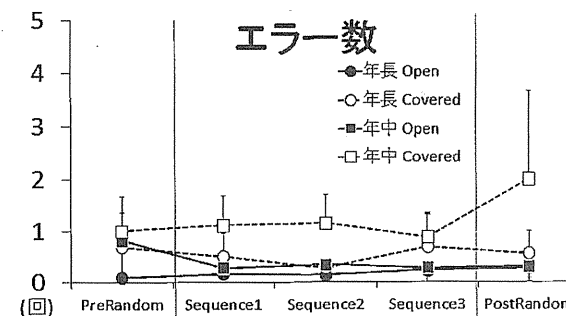 エラー数
5
4
3
2
1
0
(回)
年長 Open
年長 Covered
年中 Open
年中 Covered
PreRandom Sequence1 Sequence2 Sequence3 PostRandom